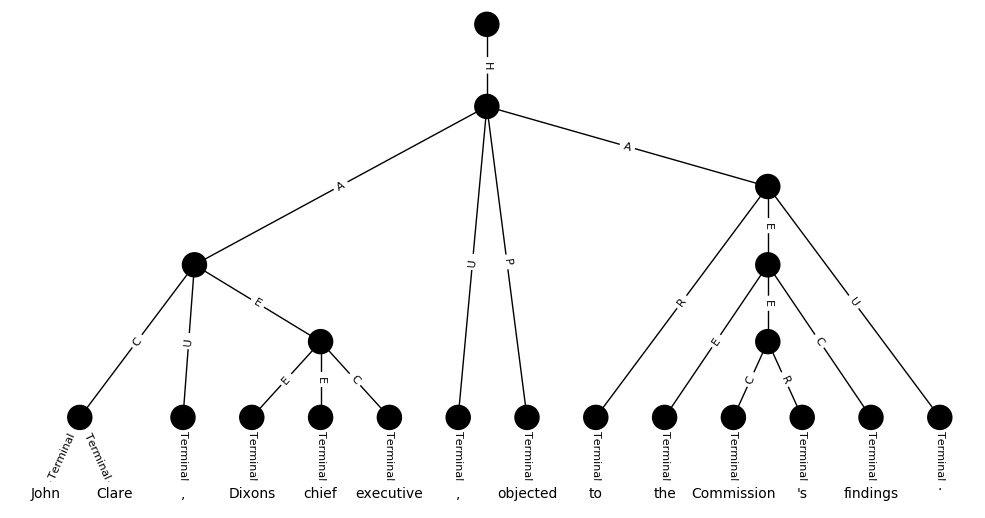 H
A
A
U
P
E
R
E
U
C
U
E
E
E
C
E
E
C
C
R
Terminal Terminal Terminal Terminal Terminal Terminal Terminal Terminal Terminal Terminal Terminal Terminal Terminal Terminal
John Clare , Dixons chief executive , objected to the Commission 's findings .